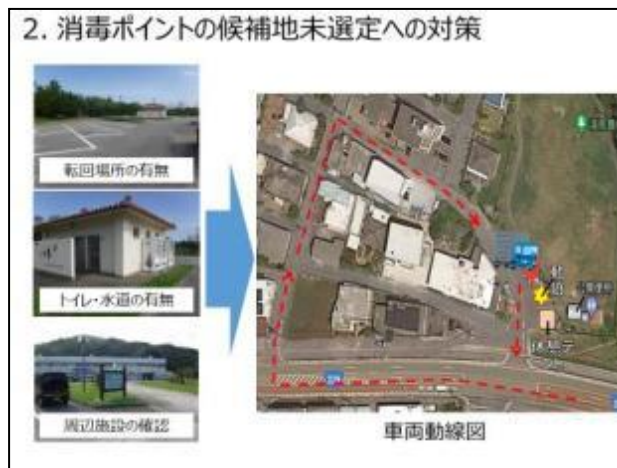 2. 消毒ポイントの候補地未選定への対策
転回場所の有無
トイレ・水道の有無
周辺施設の確認
車両動線図